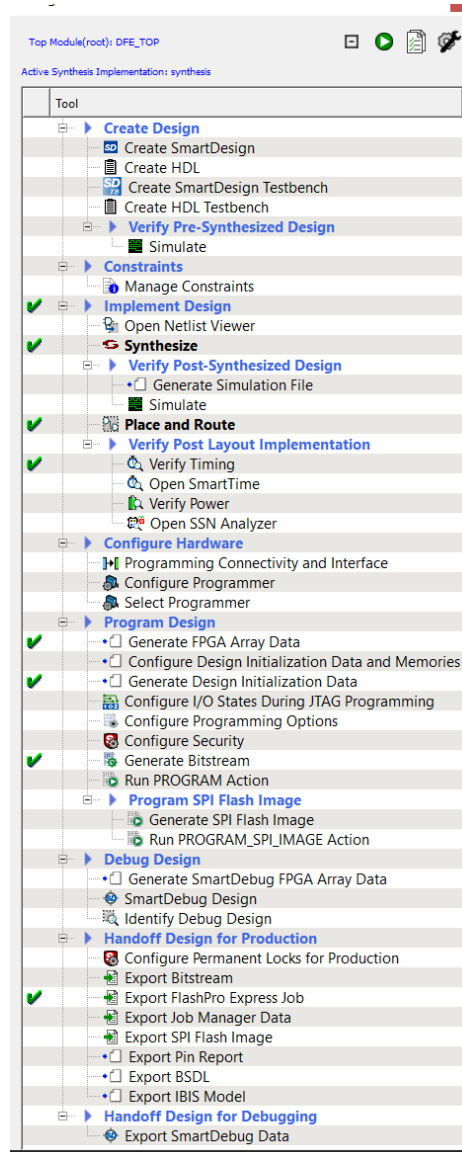 Top Module(root): DFE_TOP
Active Synthesis Implementation: synthesis
Tool
Create Design
SD Create SmartDesign
Create HDL
SD TB Create SmartDesign Testbench
Create HDL Testbench
Verify Pre-Synthesized Design
Simulate
Constraints
Manage Constraints
Implement Design
Open Netlist Viewer
Synthesize
Verify Post-Synthesized Design
Generate Simulation File
Simulate
Place and Route
Verify Post Layout Implementation
Verify Timing
Open SmartTime
Verify Power
Open SSN Analyzer
Configure Hardware
Programming Connectivity and Interface
Configure Programmer
Select Programmer
Program Design
Generate FPGA Array Data
Configure Design Initialization Data and Memories
Generate Design Initialization Data
Configure I/O States During JTAG Programming
Configure Programming Options
Configure Security
Generate Bitstream
Run PROGRAM Action
Program SPI Flash Image
Generate SPI Flash Image
Run PROGRAM_SPI_IMAGE Action
Debug Design
Generate SmartDebug FPGA Array Data
SmartDebug Design
Identify Debug Design
Handoff Design for Production
Configure Permanent Locks for Production
Export Bitstream
Export FlashPro Express Job
Export Job Manager Data
Export SPI Flash Image
Export Pin Report
Export BSDL
Export IBIS Model
Handoff Design for Debugging
Export SmartDebug Data